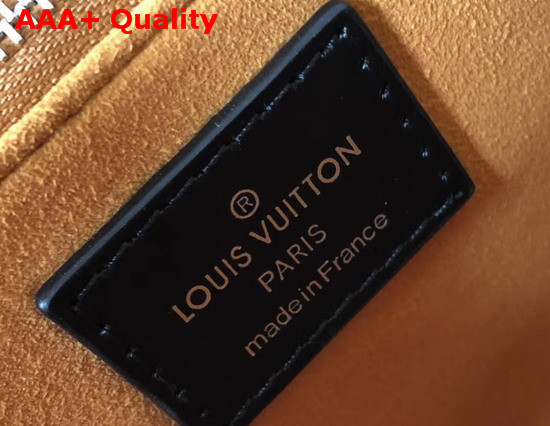 AAA+ Quality
®
LOUIS VUITTON
PARIS
made in France